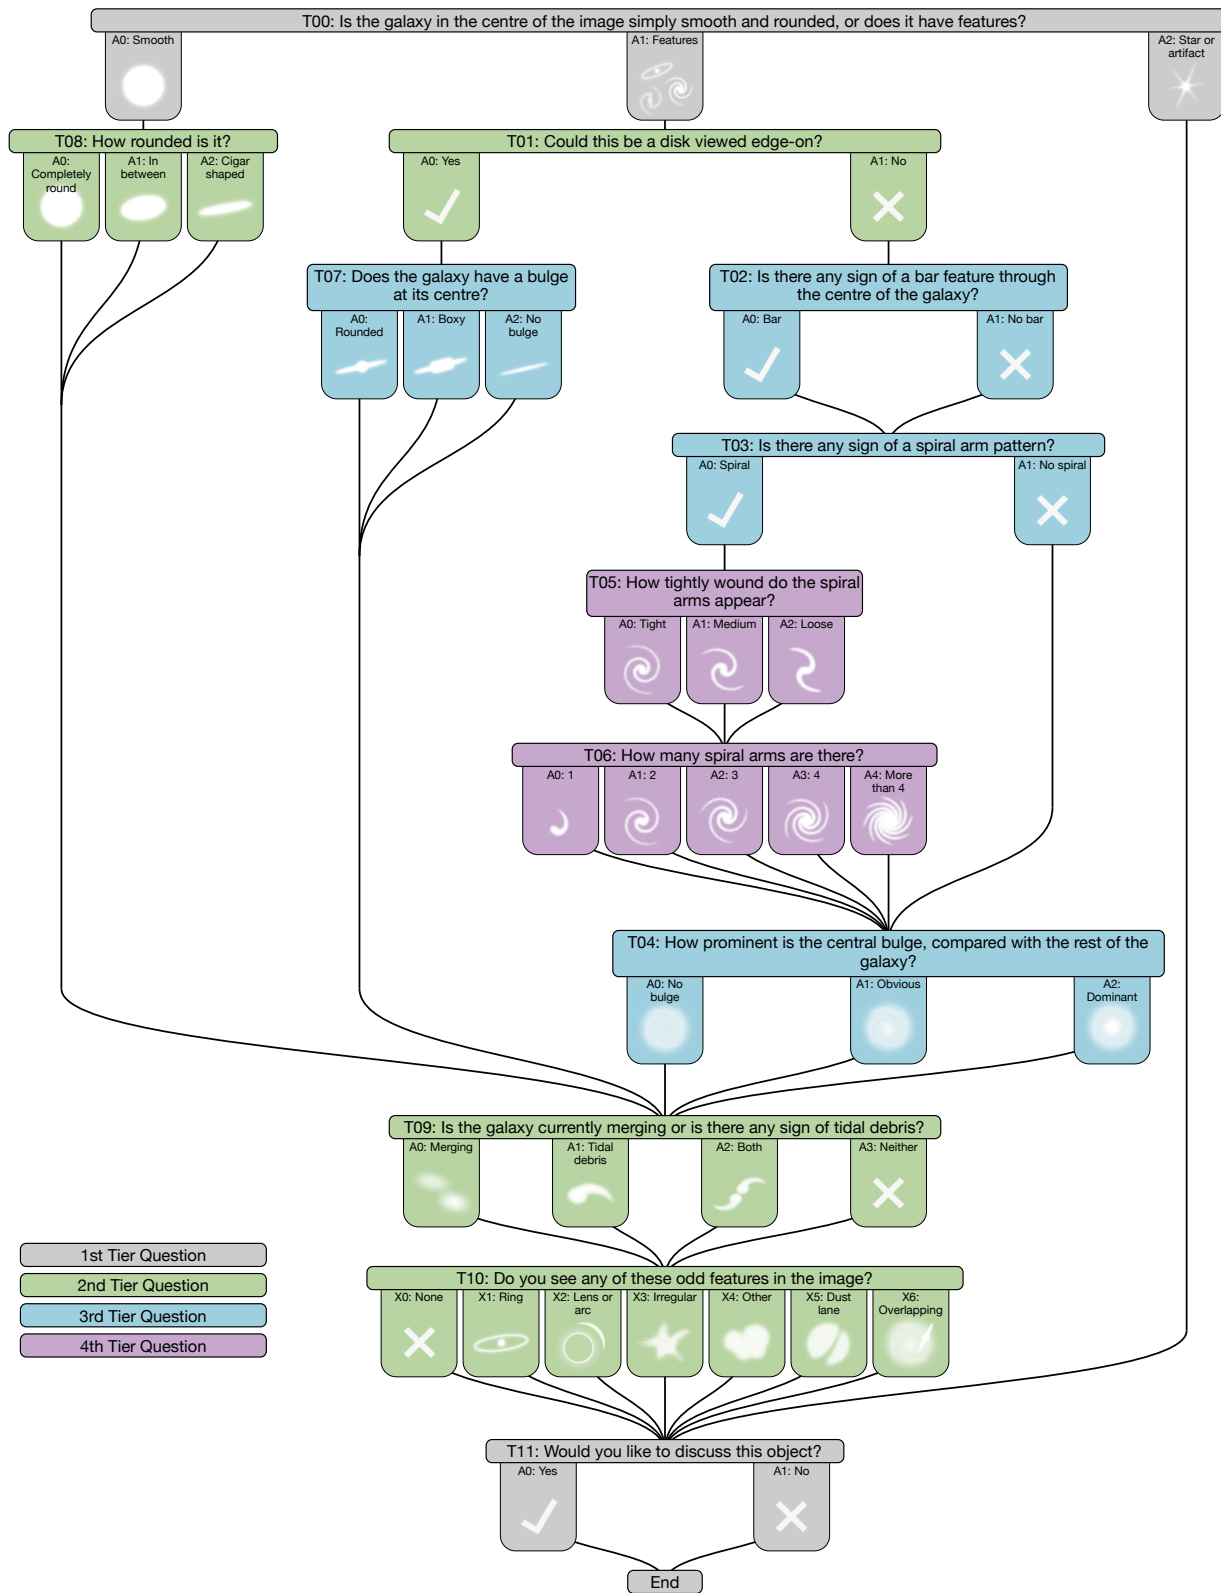 T00: Is the galaxy in the centre of the image simply smooth and rounded, or does it have features?
A0: Smooth
A1: Features
A2: Star or
artifact
T08: How rounded is it?
A0:
Completely
round
A1: In
between
A2: Cigar
shaped
T01: Could this be a disk viewed edge-on?
A0: Yes
A1: No
T07: Does the galaxy have a bulge
at its centre?
A0:
Rounded
A1: Boxy
A2: No
bulge
T02: Is there any sign of a bar feature through
the centre of the galaxy?
A0: Bar
A1: No bar
T03: Is there any sign of a spiral arm pattern?
A0: Spiral
A1: No spiral
T05: How tightly wound do the spiral
arms appear?
A0: Tight
A1: Medium
A2: Loose
T06: How many spiral arms are there?
A0: 1
A1: 2
A2: 3
A3: 4
A4: More
than 4
T04: How prominent is the central bulge, compared with the rest of the
galaxy?
A0: No
bulge
A1: Obvious
A2:
Dominant
T09: Is the galaxy currently merging or is there any sign of tidal debris?
A0: Merging
A1: Tidal
debris
A2: Both
A3: Neither
1st Tier Question
2nd Tier Question
3rd Tier Question
4th Tier Question
T10: Do you see any of these odd features in the image?
X0: None
X1: Ring
X2: Lens or
arc
X3: Irregular
X4: Other
X5: Dust
lane
X6:
Overlapping
T11: Would you like to discuss this object?
A0: Yes
A1: No
End